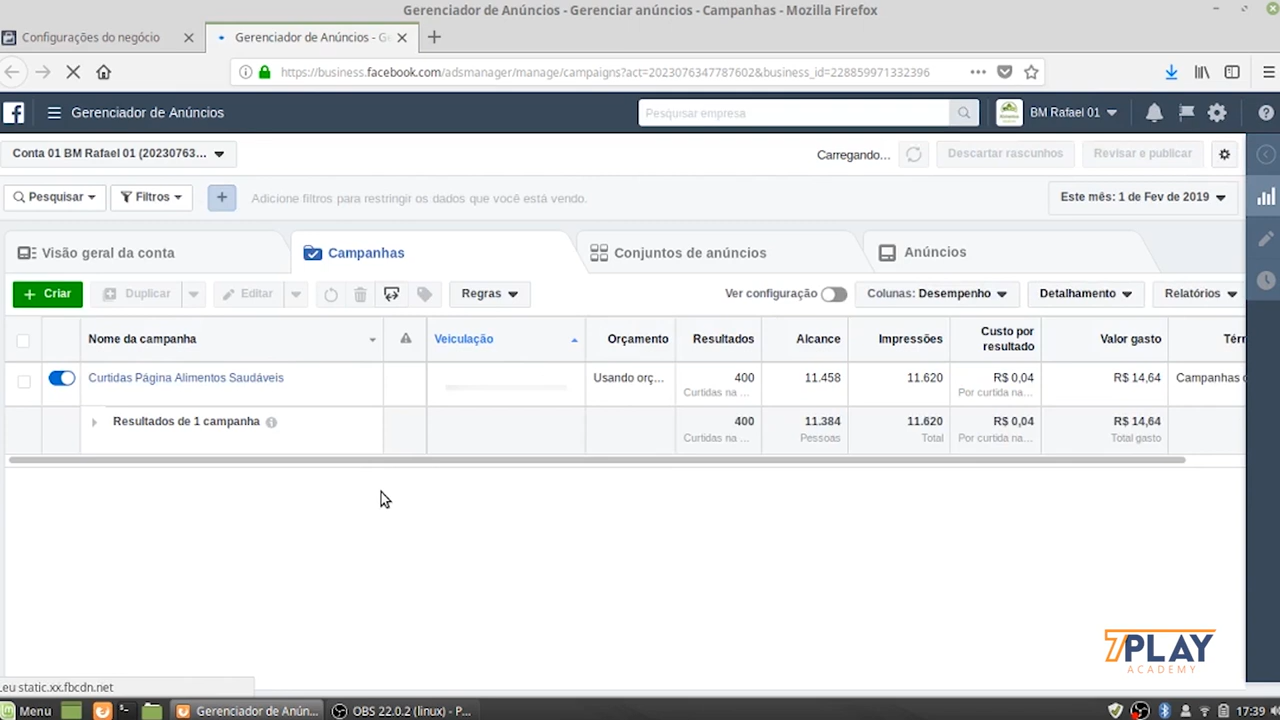 Gerenciador de Anúncios - Gerenciar anúncios - Campanhas - Mozilla Firefox
Configurações do negócio
Gerenciador de Anúncios - G
https://business.facebook.com/adsmanager/manage/campaigns?act=2023076347787602&business_id=228859971332396
Gerenciador de Anúncios
Pesquisar empresa
BM Rafael 01
Conta 01 BM Rafael 01 (20230763...
Carregando...
Descartar rascunhos
Revisar e publicar
Pesquisar
Filtros
Adicione filtros para restringir os dados que você está vendo.
Este mês: 1 de Fev de 2019
Visão geral da conta
Campanhas
Conjuntos de anúncios
Anúncios
+ Criar
Duplicar
Editar
Regras
Ver configuração
Colunas: Desempenho
Detalhamento
Relatórios
Nome da campanha
Veiculação
Orçamento
Resultados
Alcance
Impressões
Custo por
resultado
Valor gasto
Térr
Curtidas Página Alimentos Saudáveis
Usando orç...
400
Curtidas na ...
11.458
11.620
R$ 0,04
Por curtida na...
R$ 14,64
Campanhas
Resultados de 1 campanha
400
Curtidas na ...
11.384
Pessoas
11.620
Total
R$ 0,04
Por curtida na...
R$ 14,64
Total gasto
7PLAY
ACADEMY
Leu static.xx.fbcdn.net
Menu
Gerenciador de Anún...
OBS 22.0.2 (linux) - P...
17:39